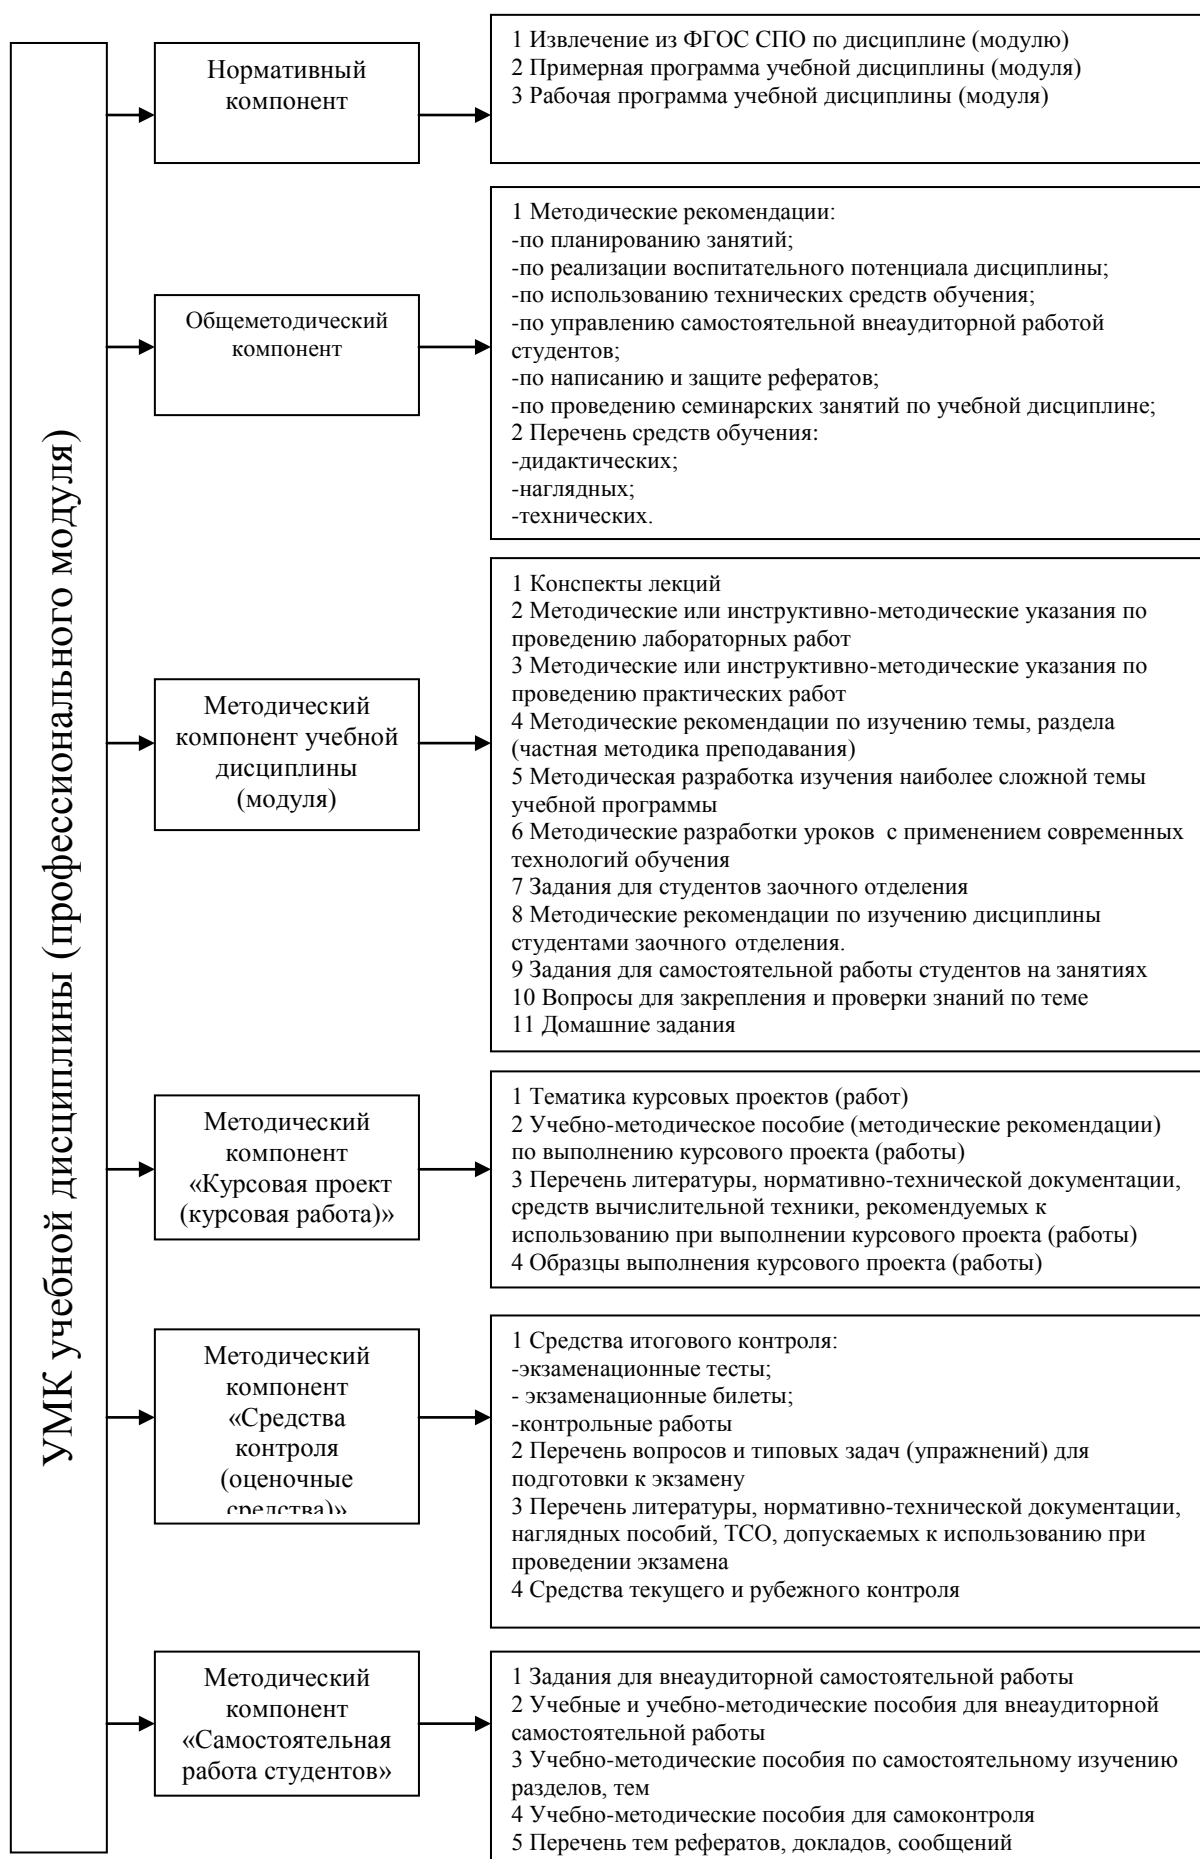 УМК учебной дисциплины (профессионального модуля)
Нормативный
компонент
1 Извлечение из ФГОС СПО по дисциплине (модулю)
2 Примерная программа учебной дисциплины (модуля)
3 Рабочая программа учебной дисциплины (модуля)
Общеметодический
компонент
1 Методические рекомендации:
-по планированию занятий;
-по реализации воспитательного потенциала дисциплины;
-по использованию технических средств обучения;
-по управлению самостоятельной внеаудиторной работой
студентов;
-по написанию и защите рефератов;
-по проведению семинарских занятий по учебной дисциплине;
2 Перечень средств обучения:
-дидактических;
-наглядных;
-технических.
Методический
компонент учебной
дисциплины
(модуля)
1 Конспекты лекций
2 Методические или инструктивно-методические указания по
проведению лабораторных работ
3 Методические или инструктивно-методические указания по
проведению практических работ
4 Методические рекомендации по изучению темы, раздела
(частная методика преподавания)
5 Методическая разработка изучения наиболее сложной темы
учебной программы
6 Методические разработки уроков  с применением современных
технологий обучения
7 Задания для студентов заочного отделения
8 Методические рекомендации по изучению дисциплины
студентами заочного отделения.
9 Задания для самостоятельной работы студентов на занятиях
10 Вопросы для закрепления и проверки знаний по теме
11 Домашние задания
Методический
компонент
«Курсовая проект
(курсовая работа)»
1 Тематика курсовых проектов (работ)
2 Учебно-методическое пособие (методические рекомендации)
по выполнению курсового проекта (работы)
3 Перечень литературы, нормативно-технической документации,
средств вычислительной техники, рекомендуемых к
использованию при выполнении курсового проекта (работы)
4 Образцы выполнения курсового проекта (работы)
Методический
компонент
«Средства
контроля
(оценочные
средства)»
1 Средства итогового контроля:
-экзаменационные тесты;
- экзаменационные билеты;
-контрольные работы
2 Перечень вопросов и типовых задач (упражнений) для
подготовки к экзамену
3 Перечень литературы, нормативно-технической документации,
наглядных пособий, ТСО, допускаемых к использованию при
проведении экзамена
4 Средства текущего и рубежного контроля
Методический
компонент
«Самостоятельная
работа студентов»
1 Задания для внеаудиторной самостоятельной работы
2 Учебные и учебно-методические пособия для внеаудиторной
самостоятельной работы
3 Учебно-методические пособия по самостоятельному изучению
разделов, тем
4 Учебно-методические пособия для самоконтроля
5 Перечень тем рефератов, докладов, сообщений